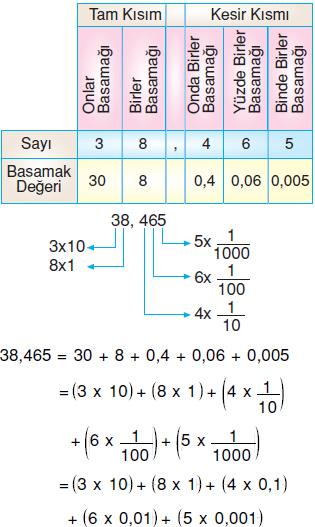 Tam Kısım , Kesir Kısmı
Onlar Basamağı
Birler Basamağı
Onda Birler Basamağı
Yüzde Birler Basamağı
Binde Birler Basamağı
Sayı 3 8 , 4 6 5
Basamak Değeri 30 8 0,4 0,06 0,005
38, 465
3x10
8x1
5x 1/1000
6x 1/100
4x 1/10
38,465 = 30 + 8 + 0,4 + 0,06 + 0,005
= (3 x 10) + (8 x 1) + (4 x 1/10)
+ (6 x 1/100) + (5 x 1/1000)
= (3 x 10) + (8 x 1) + (4 x 0,1)
+ (6 x 0,01) + (5 x 0,001)